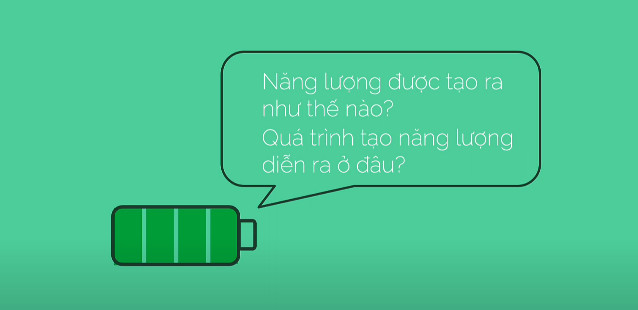 Năng lượng được tạo ra
như thế nào?
Quá trình tạo năng lượng
diễn ra ở đâu?